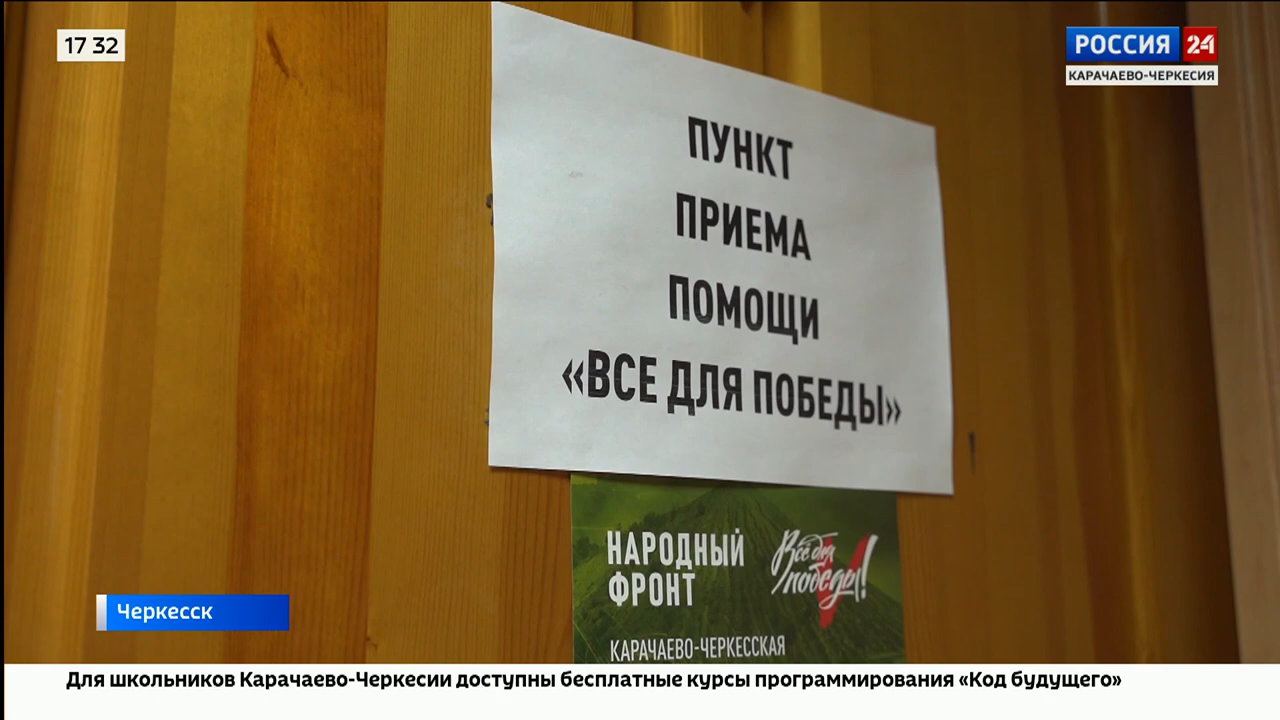 17 32
РОССИЯ 24
КАРАЧАЕВО-ЧЕРКЕСИЯ
ПУНКТ
ПРИЕМА
ПОМОЩИ
«ВСЕ ДЛЯ ПОБЕДЫ»
НАРОДНЫЙ
ФРОНТ
Всё для
победы!
КАРАЧАЕВО-ЧЕРКЕССКАЯ
Черкесск
Для школьников Карачаево-Черкесии доступны бесплатные курсы программирования «Код будущего»